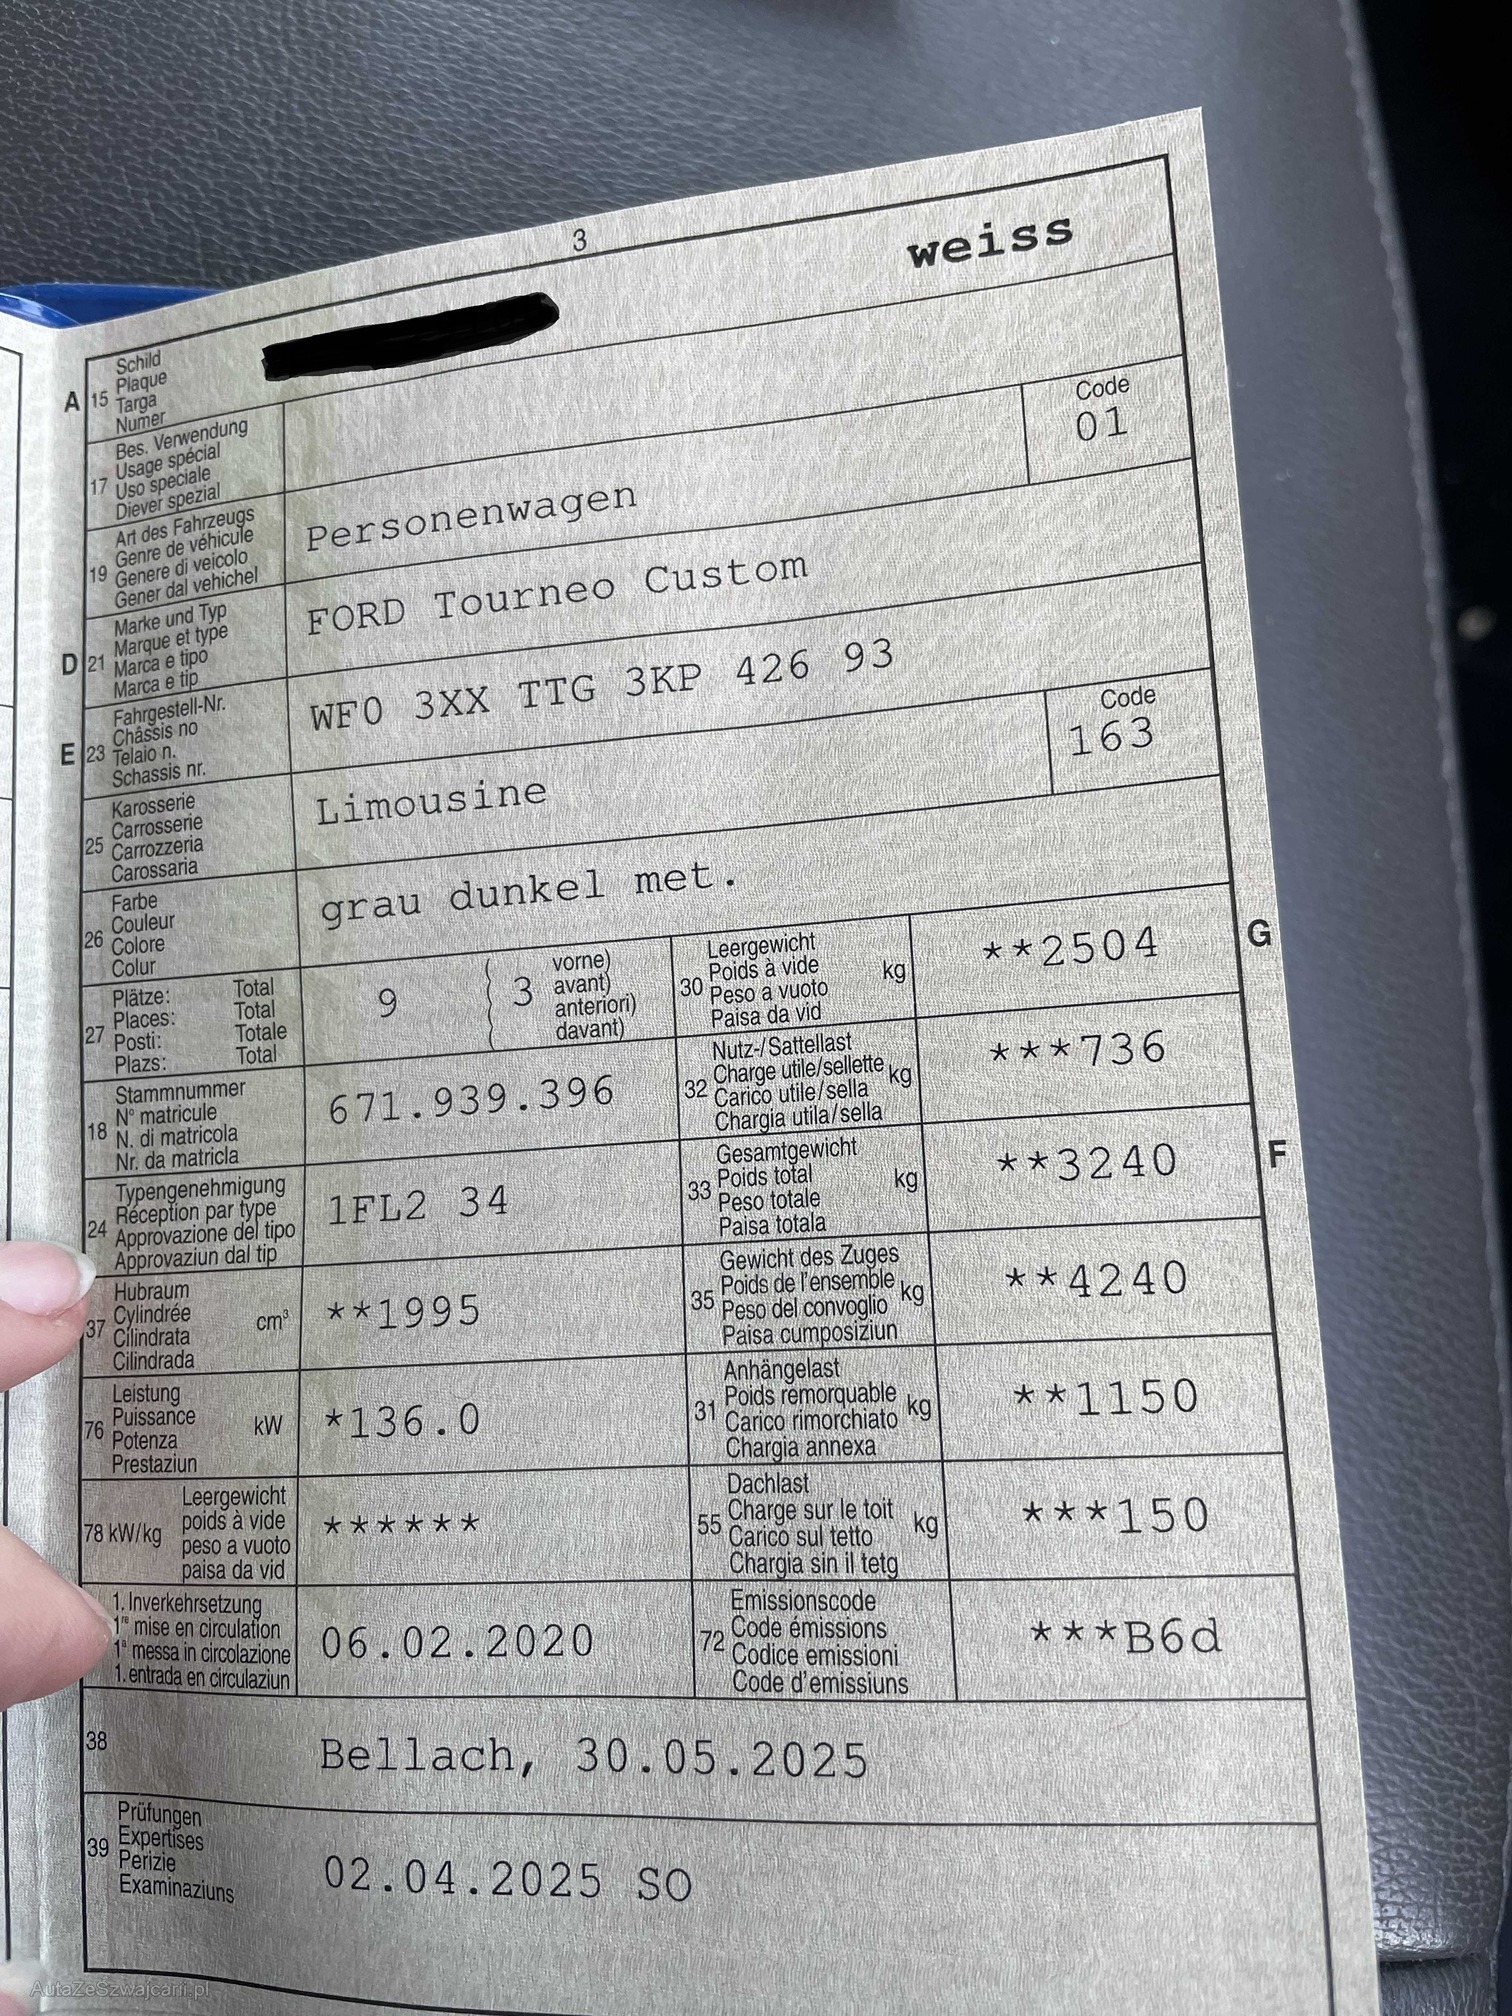 3
weiss
A 15 Schild
Plaque
Targa
Numer
17 Bes. Verwendung
Usage spécial
Uso speciale
Diever spezial
Code
01
19 Art des Fahrzeugs
Genre de véhicule
Genere di veicolo
Gener dal vehichel
Personenwagen
D 21 Marke und Typ
Marque et type
Marca e tipo
Marca e tip
FORD Tourneo Custom
E 23 Fahrgestell-Nr.
Châssis no
Telaio n.
Schassis nr.
WF0 3XX TTG 3KP 426 93
Code
163
25 Karosserie
Carrosserie
Carrozzeria
Carossaria
Limousine
26 Farbe
Couleur
Colore
Colur
grau dunkel met.
27 Plätze: Total
Places: Total
Posti: Totale
Plazs: Total
9 3 vorne)
avant)
anteriori)
davant)
30 Leergewicht
Poids à vide
Peso a vuoto
Paisa da vid
kg **2504 G
18 Stammnummer
N° matricule
N. di matricola
Nr. da matricla
671.939.396
32 Nutz-/Sattellast
Charge utile/sellette
Carico utile/sella
Chargia utila/sella
kg ***736
24 Typengenehmigung
Réception par type
Approvazione del tipo
Approvaziun dal tip
1FL2 34
33 Gesamtgewicht
Poids total
Peso totale
Paisa totala
kg **3240 F
37 Hubraum
Cylindrée
Cilindrata
Cilindrada
cm³ **1995
35 Gewicht des Zuges
Poids de l'ensemble
Peso del convoglio
Paisa cumposiziun
kg **4240
76 Leistung
Puissance
Potenza
Prestaziun
kW *136.0
31 Anhängelast
Poids remorquable
Carico rimorchiato
Chargia annexa
kg **1150
78 kW/kg Leergewicht
poids à vide
peso a vuoto
paisa da vid
******
55 Dachlast
Charge sur le toit
Carico sul tetto
Chargia sin il tetg
kg ***150
1. Inverkehrsetzung
1re mise en circulation
1a messa in circolazione
1. entrada en circulaziun
06.02.2020
72 Emissionscode
Code émissions
Codice emissioni
Code d'emissiuns
***B6d
38 Bellach, 30.05.2025
39 Prüfungen
Expertises
Perizie
Examinaziuns
02.04.2025 SO
AutaZeSzwajcarii.pl